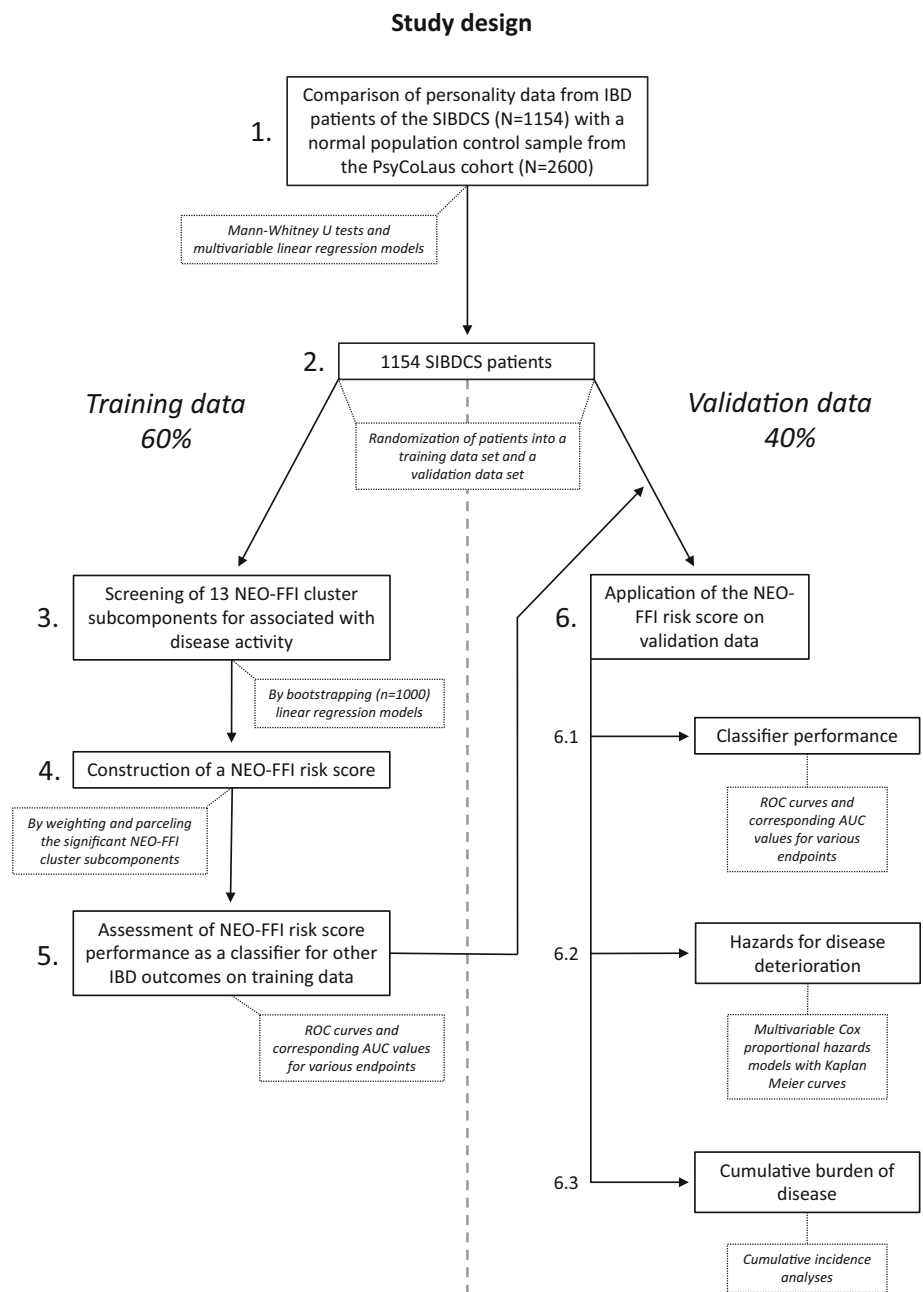 Study design
1.
Comparison of personality data from IBD
patients of the SIBDCS (N=1154) with a
normal population control sample from
the PsyCoLaus cohort (N=2600)
Mann-Whitney U tests and
multivariable linear regression models
2.
1154 SIBDCS patients
Training data
60%
Validation data
40%
Randomization of patients into a
training data set and a
validation data set
3.
Screening of 13 NEO-FFI cluster
subcomponents for associated with
disease activity
By bootstrapping (n=1000)
linear regression models
4.
Construction of a NEO-FFI risk score
By weighting and parceling
the significant NEO-FFI
cluster subcomponents
5.
Assessment of NEO-FFI risk score
performance as a classifier for other
IBD outcomes on training data
ROC curves and
corresponding AUC values
for various endpoints
6.
Application of the NEO-
FFI risk score on
validation data
6.1
Classifier performance
ROC curves and
corresponding AUC
values for various
endpoints
6.2
Hazards for disease
deterioration
Multivariable Cox
proportional hazards
models with Kaplan
Meier curves
6.3
Cumulative burden of
disease
Cumulative incidence
analyses